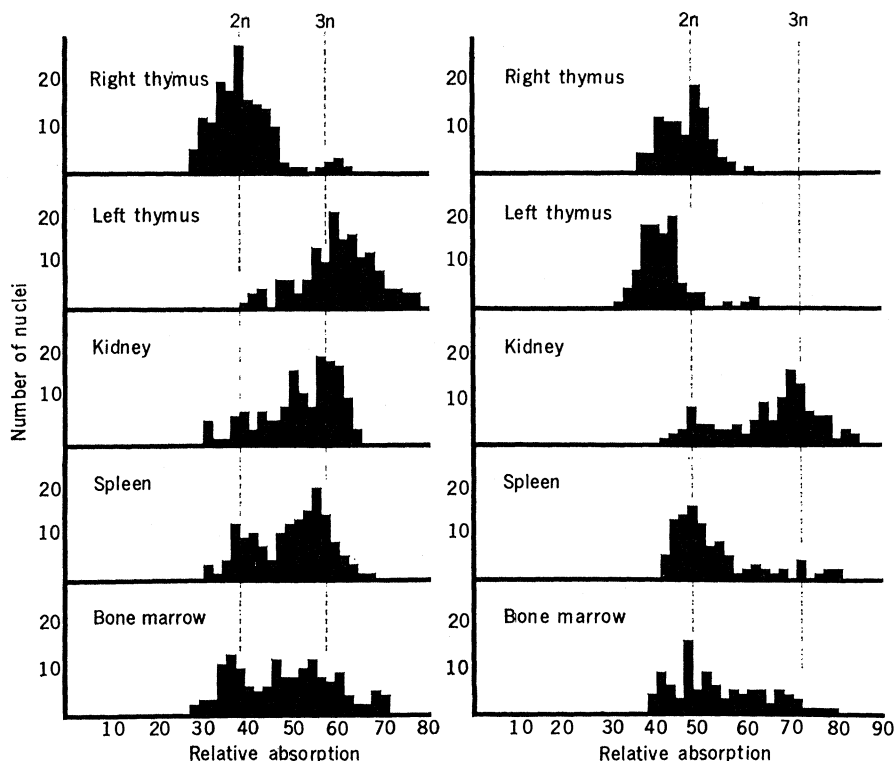 2n 3n
20
10
Right thymus
20
10
Left thymus
20
10
Kidney
20
10
Spleen
20
10
Bone marrow
Number of nuclei
10 20 30 40 50 60 70 80
Relative absorption
2n 3n
20
10
Right thymus
20
10
Left thymus
20
10
Kidney
20
10
Spleen
20
10
Bone marrow
10 20 30 40 50 60 70 80 90
Relative absorption